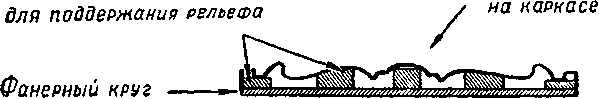 для поддержания рельефа
на каркасе
Фанерный круг